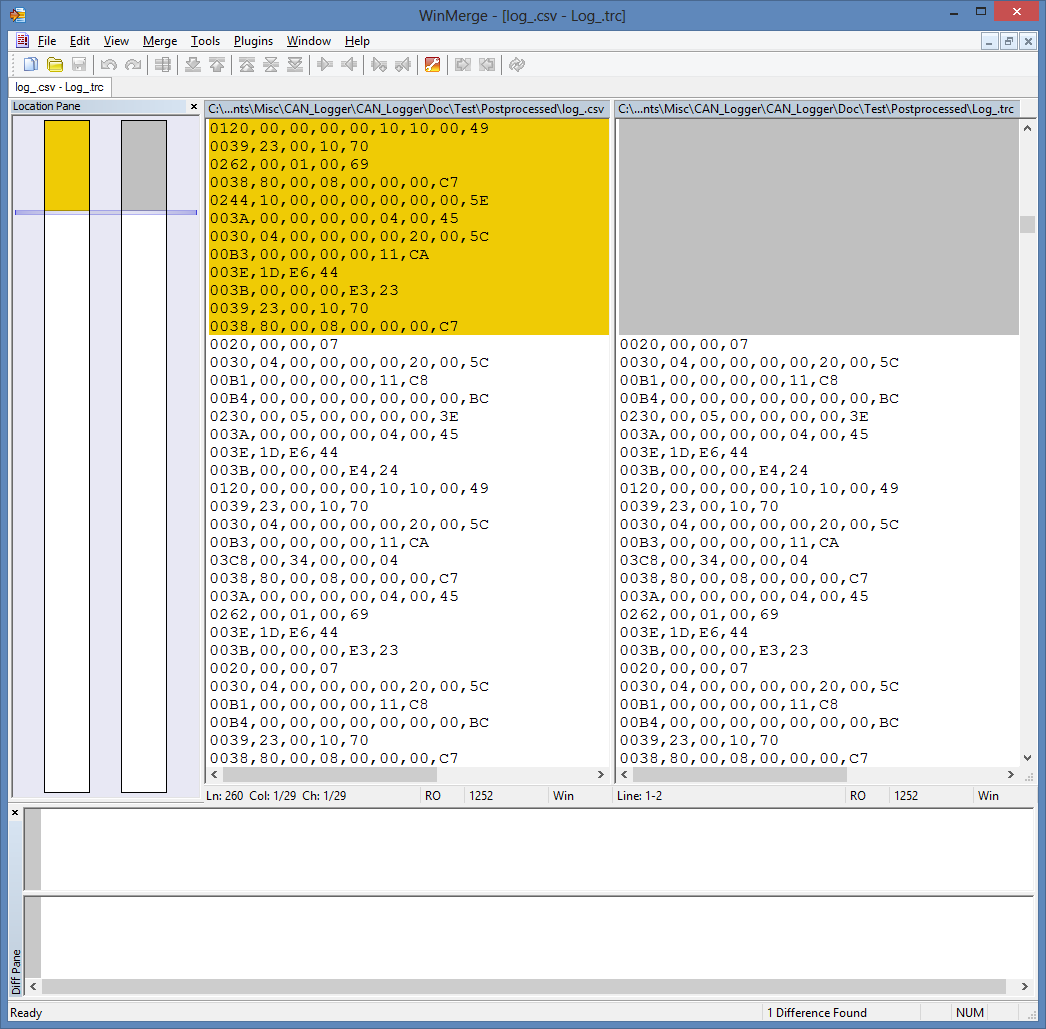 WinMerge - [log_.csv - Log_.trc]
File Edit View Merge Tools Plugins Window Help
log_.csv - Log_.trc
Location Pane
C:\...nts\Misc\CAN_Logger\CAN_Logger\Doc\Test\Postprocessed\log_.csv
0120,00,00,00,00,10,10,00,49
0039,23,00,10,70
0262,00,01,00,69
0038,80,00,08,00,00,00,C7
0244,10,00,00,00,00,00,00,5E
003A,00,00,00,00,04,00,45
0030,04,00,00,00,00,20,00,5C
00B3,00,00,00,00,11,CA
003E,1D,E6,44
003B,00,00,00,E3,23
0039,23,00,10,70
0038,80,00,08,00,00,00,C7
0020,00,00,07
0030,04,00,00,00,00,20,00,5C
00B1,00,00,00,00,11,C8
00B4,00,00,00,00,00,00,00,BC
0230,00,05,00,00,00,00,3E
003A,00,00,00,00,04,00,45
003E,1D,E6,44
003B,00,00,00,E4,24
0120,00,00,00,00,10,10,00,49
0039,23,00,10,70
0030,04,00,00,00,00,20,00,5C
00B3,00,00,00,00,11,CA
03C8,00,34,00,00,04
0038,80,00,08,00,00,00,C7
003A,00,00,00,00,04,00,45
0262,00,01,00,69
003E,1D,E6,44
003B,00,00,00,E3,23
0020,00,00,07
0030,04,00,00,00,00,20,00,5C
00B1,00,00,00,00,11,C8
00B4,00,00,00,00,00,00,00,BC
0039,23,00,10,70
0038,80,00,08,00,00,00,C7
Ln: 260 Col: 1/29 Ch: 1/29 RO 1252 Win
C:\...nts\Misc\CAN_Logger\CAN_Logger\Doc\Test\Postprocessed\Log_.trc
0020,00,00,07
0030,04,00,00,00,00,20,00,5C
00B1,00,00,00,00,11,C8
00B4,00,00,00,00,00,00,00,BC
0230,00,05,00,00,00,00,3E
003A,00,00,00,00,04,00,45
003E,1D,E6,44
003B,00,00,00,E4,24
0120,00,00,00,00,10,10,00,49
0039,23,00,10,70
0030,04,00,00,00,00,20,00,5C
00B3,00,00,00,00,11,CA
03C8,00,34,00,00,04
0038,80,00,08,00,00,00,C7
003A,00,00,00,00,04,00,45
0262,00,01,00,69
003E,1D,E6,44
003B,00,00,00,E3,23
0020,00,00,07
0030,04,00,00,00,00,20,00,5C
00B1,00,00,00,00,11,C8
00B4,00,00,00,00,00,00,00,BC
0039,23,00,10,70
0038,80,00,08,00,00,00,C7
Line: 1-2 RO 1252 Win
Diff Pane
Ready 1 Difference Found NUM